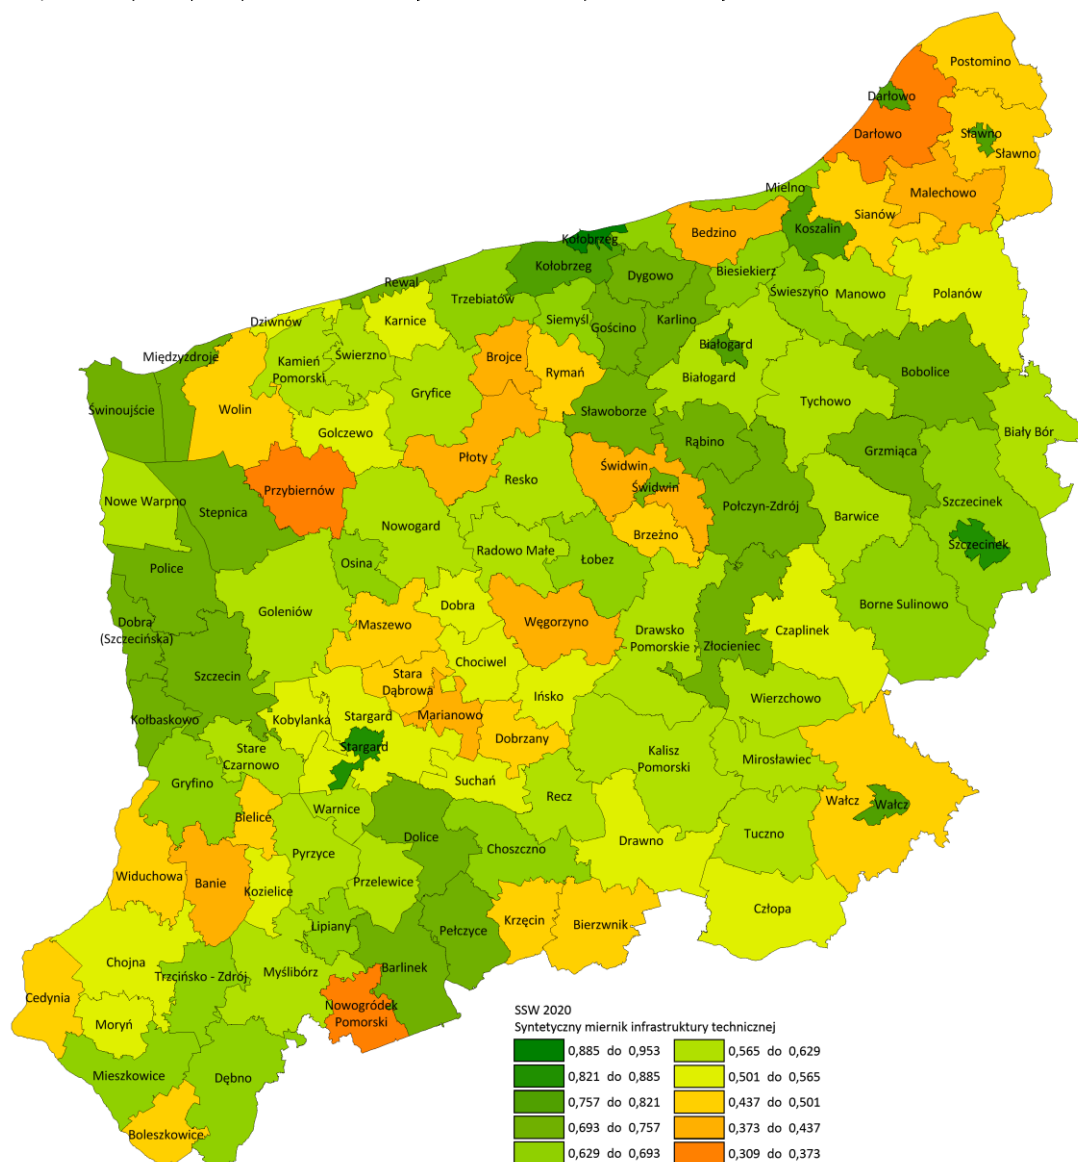 Postomino
Darłowo
Darłowo
Sławno
Sławno
Malechowo
Mielno
Sianów
Koszalin
Bedzino
Kołobrzeg
Kołobrzeg
Dygowo
Biesiekierz
Świeszyno
Manowo
Polanów
Rewal
Trzebiatów
Siemyśl
Gościno
Karlino
Dziwnów
Karnice
Białogard
Białogard
Międzyzdroje
Kamień
Pomorski
Świerzno
Brojce
Rymań
Bobolice
Świnoujście
Wolin
Gryfice
Sławoborze
Tychowo
Golczewo
Rąbino
Biały Bór
Płoty
Świdwin
Świdwin
Grzmiąca
Przybiernów
Resko
Nowe Warpno
Stepnica
Połczyn-Zdrój
Szczecinek
Szczecinek
Barwice
Nowogard
Brzeżno
Radowo Małe
Łobez
Osina
Police
Goleniów
Dobra
Borne Sulinowo
Dobra
(Szczecińska)
Maszewo
Węgorzyno
Drawsko
Pomorskie
Czaplinek
Złocieniec
Chociwel
Szczecin
Stara
Dąbrowa
Ińsko
Wierzchowo
Kołbaskowo
Kobylanka
Stargard
Marianowo
Stargard
Dobrzany
Stare
Czarnowo
Kalisz
Pomorski
Mirosławiec
Gryfino
Suchań
Recz
Wałcz
Wałcz
Bielice
Warnice
Dolice
Choszczno
Drawno
Tuczno
Pyrzyce
Widuchowa
Banie
Kozielice
Przelewice
Człopa
Lipiany
Pełczyce
Krzęcin
Bierzwnik
Chojna
Trzcińsko - Zdrój
Myślibórz
Barlinek
Cedynia
Moryń
Nowogródek
Pomorski
Mieszkowice
Dębno
Boleszkowice
SSW 2020
Syntetyczny miernik infrastruktury technicznej
0,885 do 0,953
0,565 do 0,629
0,821 do 0,885
0,501 do 0,565
0,757 do 0,821
0,437 do 0,501
0,693 do 0,757
0,373 do 0,437
0,629 do 0,693
0,309 do 0,373